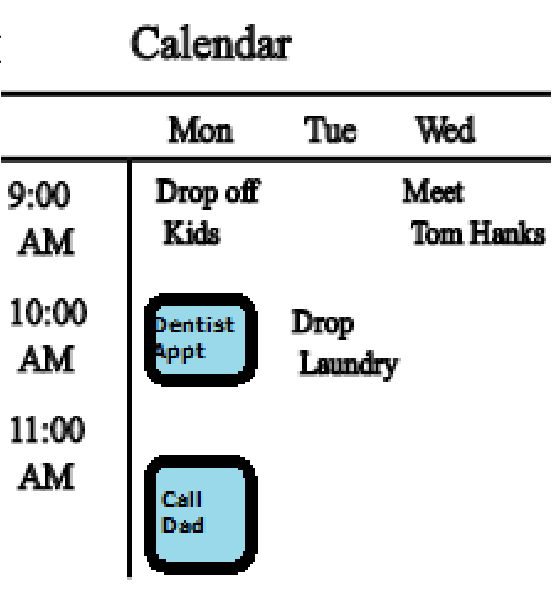 Calendar
Mon Tue Wed
9:00 Drop off Meet
AM Kids Tom Hanks
10:00 Dentist Drop
AM Appt Laundry
11:00
AM
Call
Dad